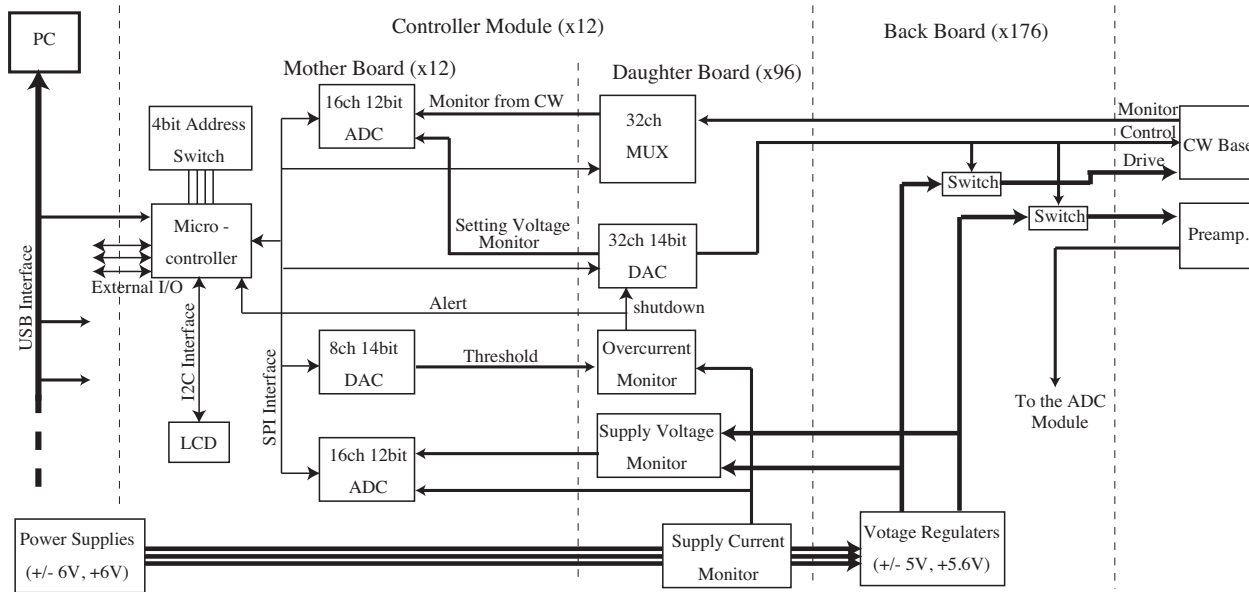 PC
Controller Module (x12)
Back Board (x176)
Mother Board (x12)
Daughter Board (x96)
4bit Address
Switch
16ch 12bit
ADC
Monitor from CW
32ch
MUX
Monitor
Control
CW Base
Drive
Switch
Switch
Preamp.
Micro -
controller
Setting Voltage
Monitor
32ch 14bit
DAC
External I/O
USB Interface
Alert
shutdown
I2C Interface
SPI Interface
8ch 14bit
DAC
Threshold
Overcurrent
Monitor
To the ADC
Module
LCD
16ch 12bit
ADC
Supply Voltage
Monitor
Power Supplies
(+/- 6V, +6V)
Supply Current
Monitor
Votage Regulaters
(+/- 5V, +5.6V)